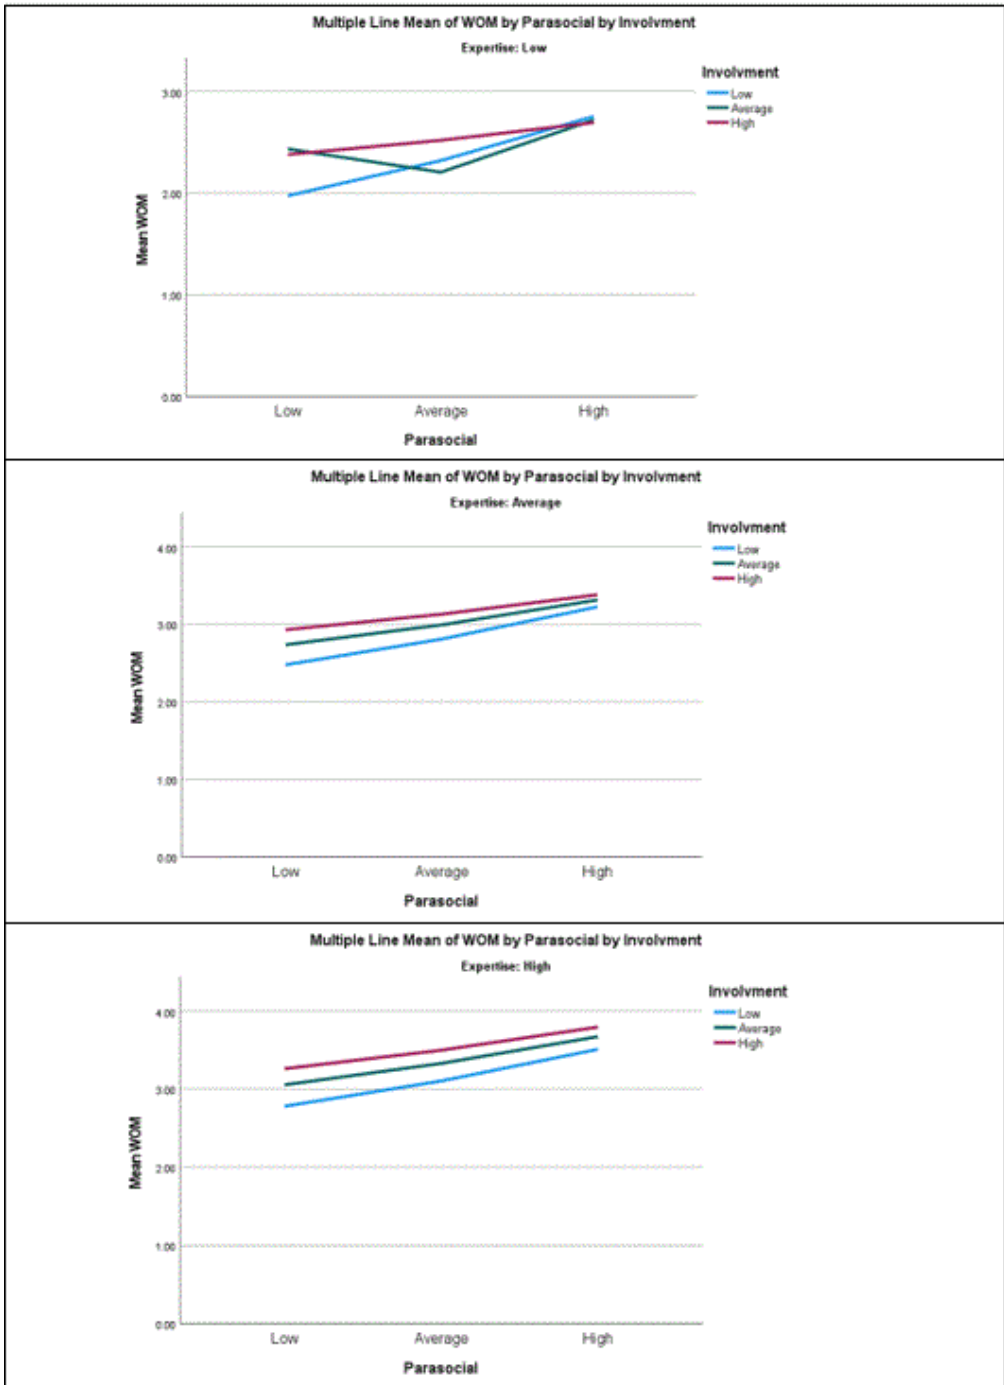 Multiple Line Mean of WOM by Parasocial by Involvment
Expertise: Low
Involvment
Low
Average
High
3.00
2.00
1.00
0.00
Mean WOM
Low Average High
Parasocial
Multiple Line Mean of WOM by Parasocial by Involvment
Expertise: Average
Involvment
Low
Average
High
4.00
3.00
2.00
1.00
0.00
Mean WOM
Low Average High
Parasocial
Multiple Line Mean of WOM by Parasocial by Involvment
Expertise: High
Involvment
Low
Average
High
4.00
3.00
2.00
1.00
0.00
Mean WOM
Low Average High
Parasocial